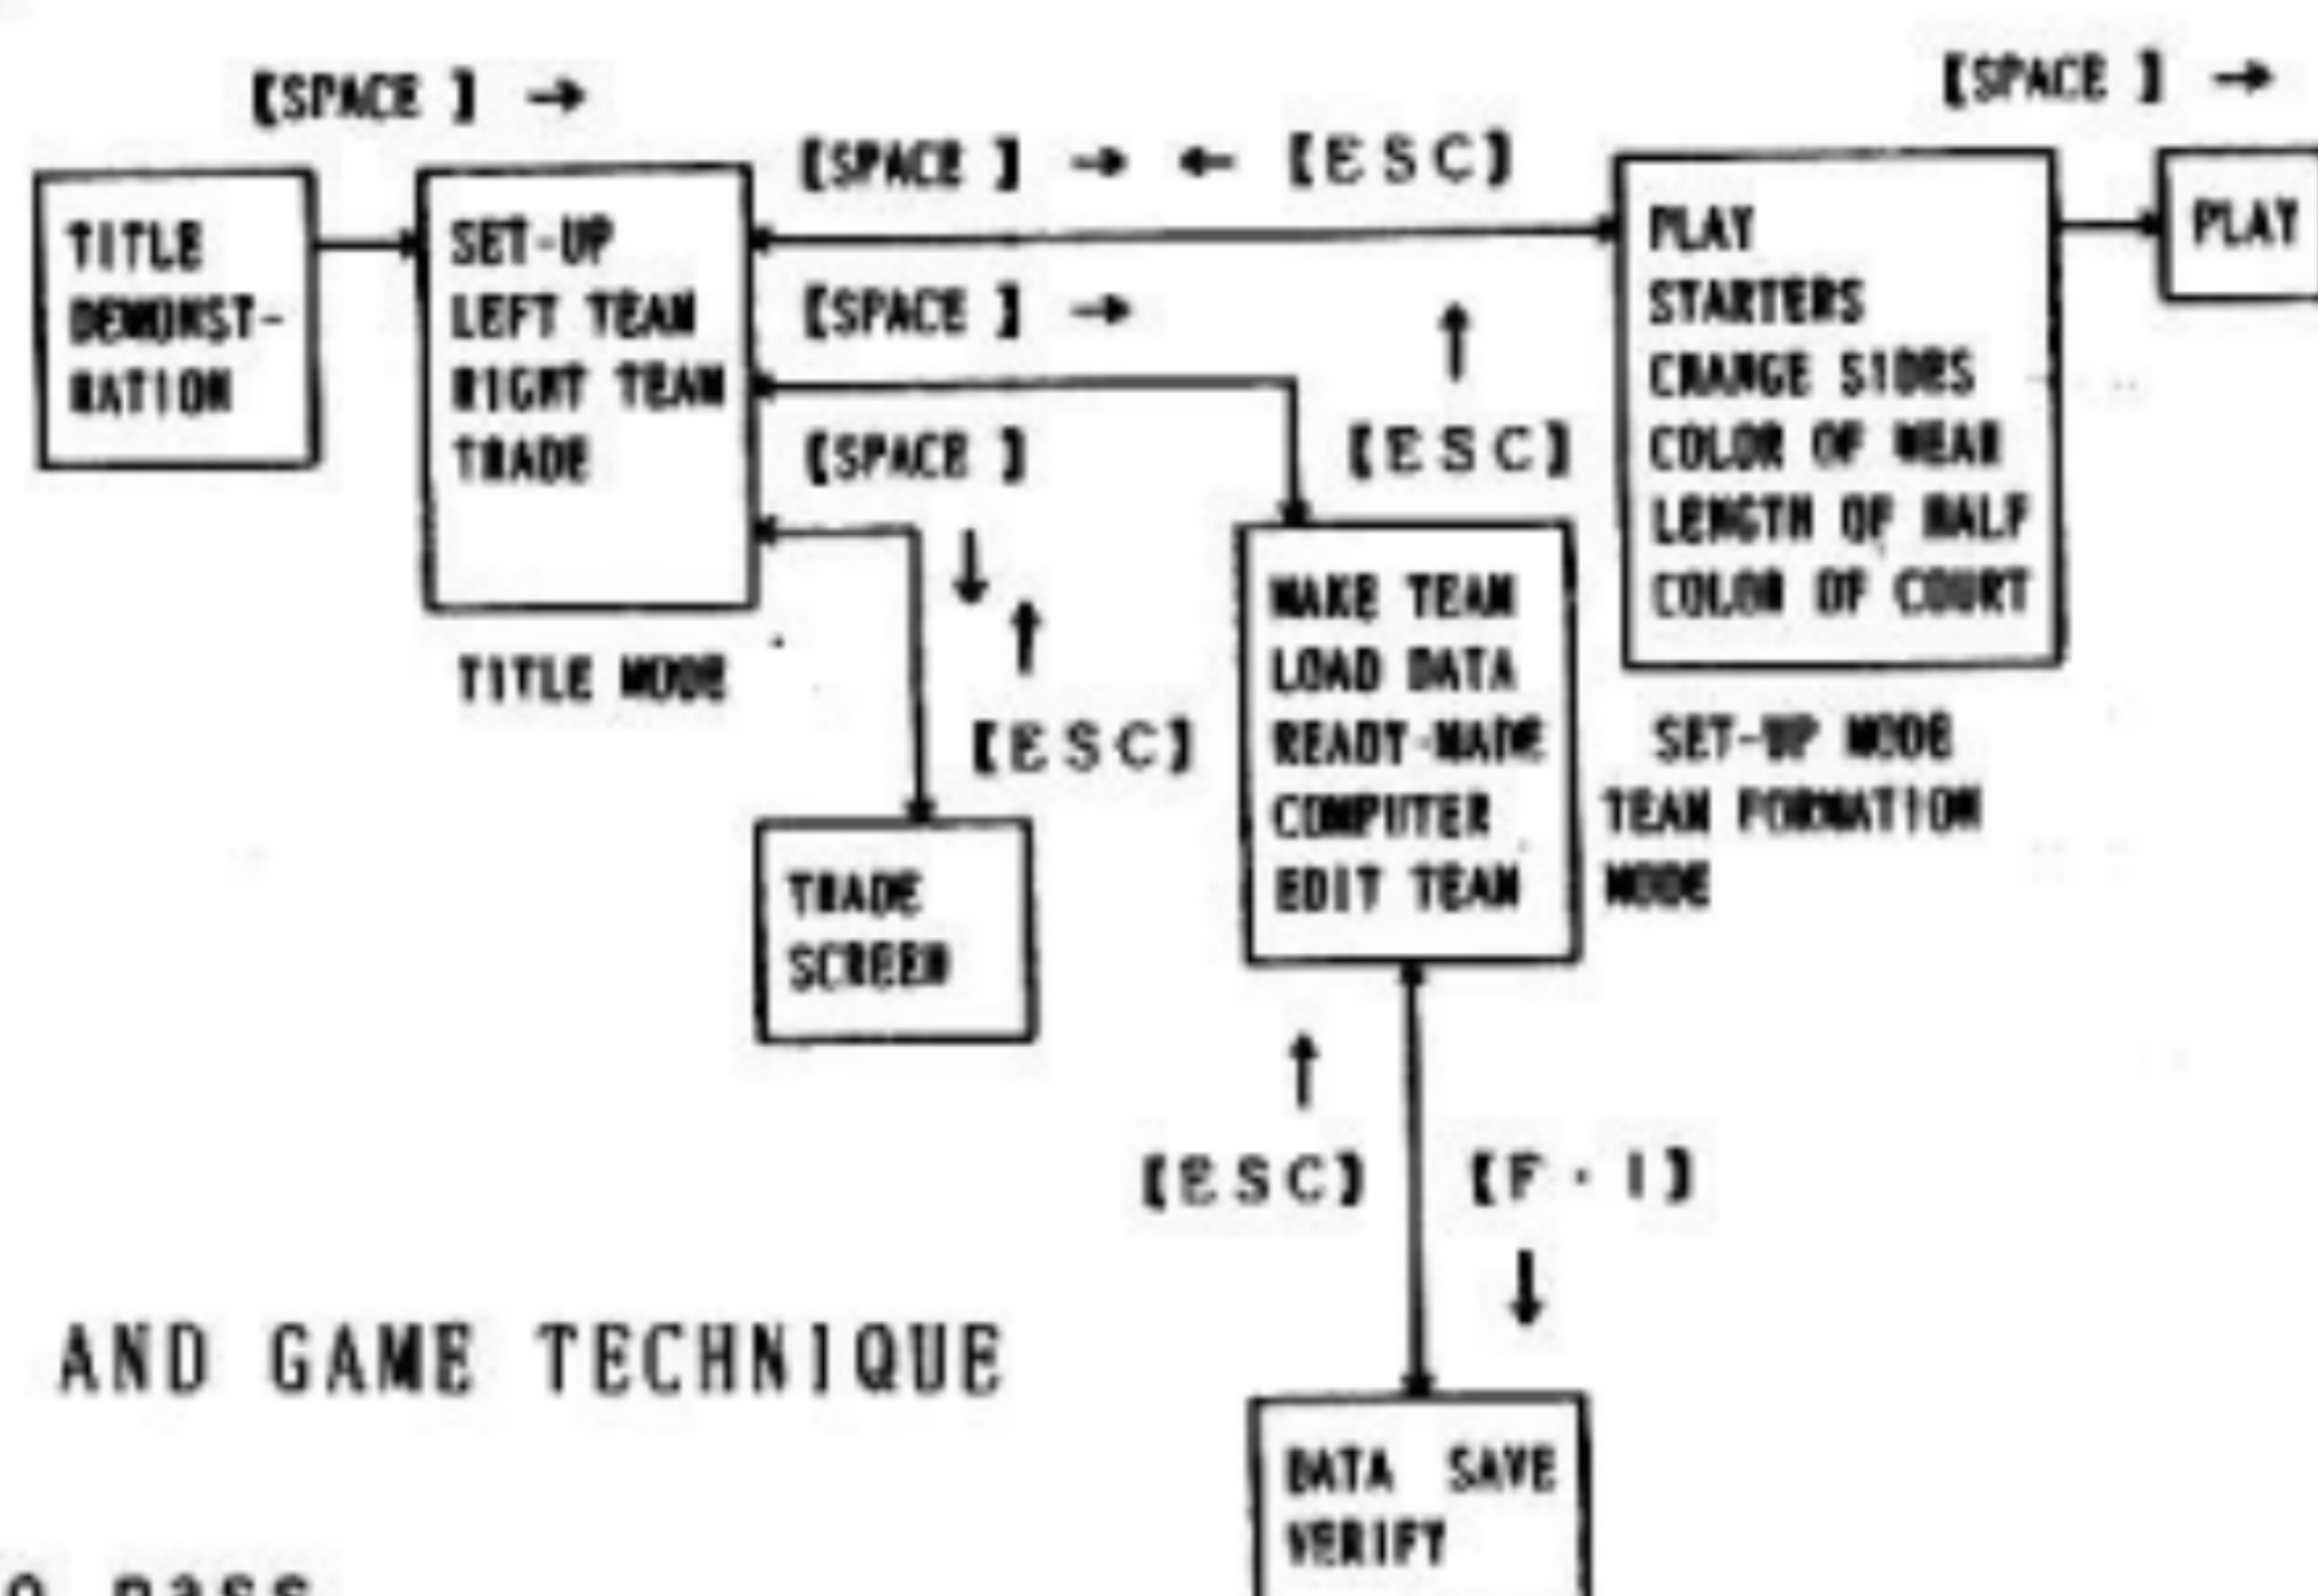 [SPACE ] →
[SPACE ] →
[SPACE ] → ← [ESC]
TITLE
DEMONST-
RATION
SET-UP
LEFT TEAM
RIGHT TEAM
TRADE
TITLE MODE
[SPACE ] →
[SPACE ]
↓
↑
[ESC]
↑
[ESC]
PLAY
STARTERS
CHANGE SIDES
COLOR OF WEAR
LENGTH OF HALF
COLOR OF COURT
SET-UP MODE
PLAY
MAKE TEAM
LOAD DATA
READY-MADE
COMPUTER
EDIT TEAM
TEAM FORMATION
MODE
TRADE
SCREEN
↑
[ESC]
[F・1]
↓
AND GAME TECHNIQUE
DATA SAVE
VERIFY
pass